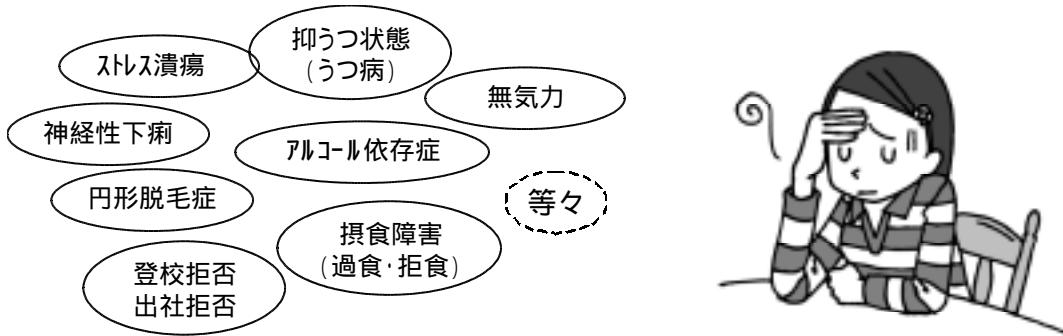 ｽﾄﾚｽ潰瘍
抑うつ状態
(うつ病)
無気力
神経性下痢
ｱﾙｺｰﾙ依存症
円形脱毛症
等々
摂食障害
(過食・拒食)
登校拒否
出社拒否